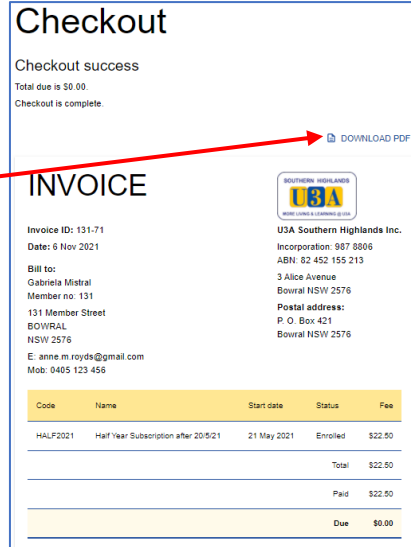 Checkout
Checkout success
Total due is $0.00.
Checkout is complete.
DOWNLOAD PDF
INVOICE
SOUTHERN HIGHLANDS
U3A
MORE LIVING & LEARNING @ U3A
Invoice ID: 131-71
Date: 6 Nov 2021
Bill to:
Gabriela Mistral
Member no: 131
131 Member Street
BOWRAL
NSW 2576
E: anne.m.royds@gmail.com
Mob: 0405 123 456
U3A Southern Highlands Inc.
Incorporation: 987 8806
ABN: 82 452 155 213
3 Alice Avenue
Bowral NSW 2576
Postal address:
P. O. Box 421
Bowral NSW 2576
Code Name Start date Status Fee
HALF2021 Half Year Subscription after 20/5/21 21 May 2021 Enrolled $22.50
Total $22.50
Paid $22.50
Due $0.00